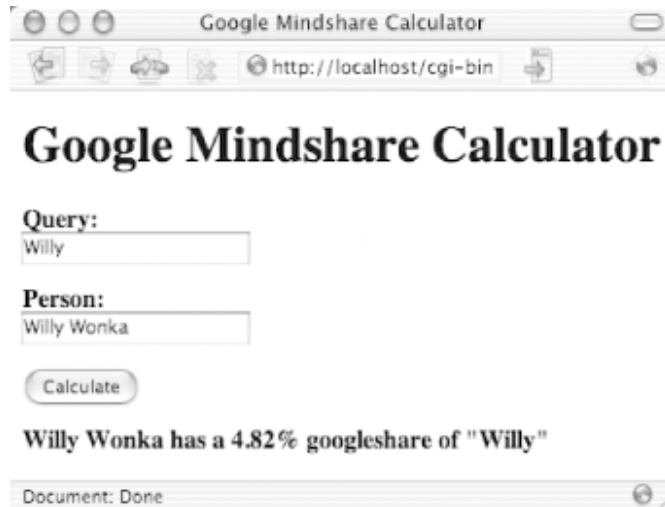 Google Mindshare Calculator
http://localhost/cgi-bin
Google Mindshare Calculator
Query:
Willy
Person:
Willy Wonka
Calculate
Willy Wonka has a 4.82% googleshare of "Willy"
Document: Done